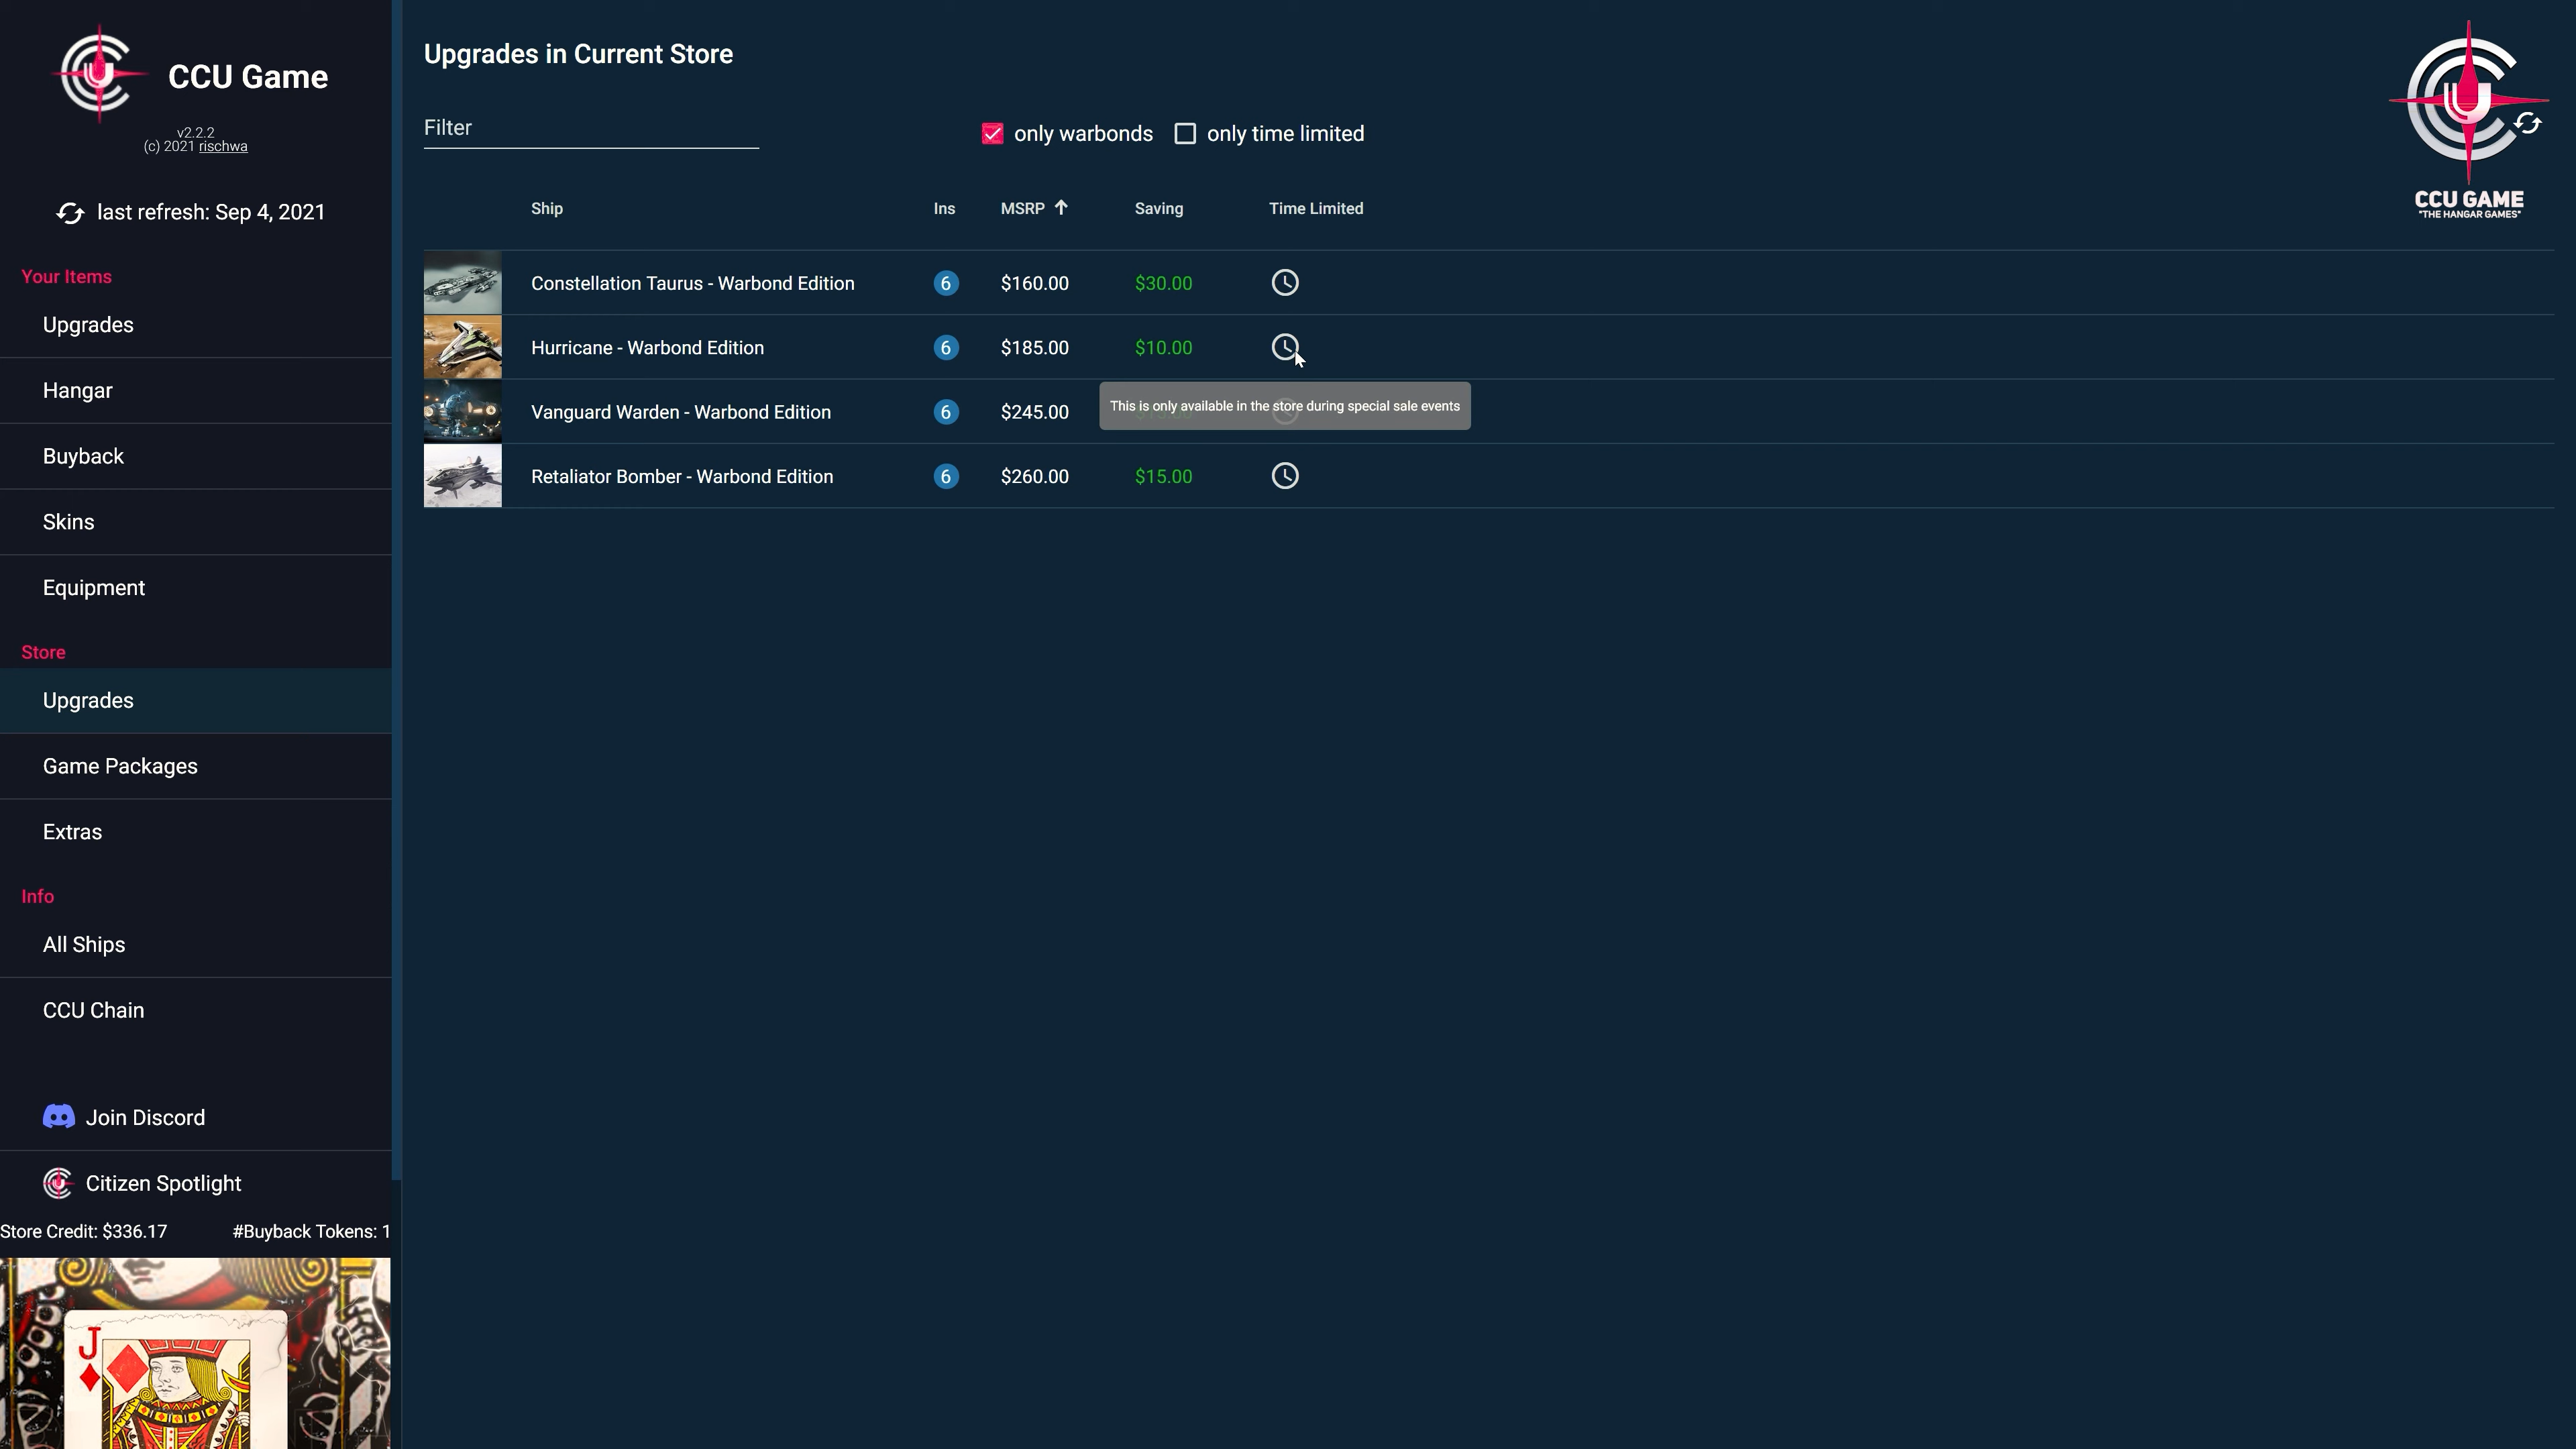 CCU Game
v2.2.2
(c) 2021 rischwa
last refresh: Sep 4, 2021
Your Items
Upgrades
Hangar
Buyback
Skins
Equipment
Store
Upgrades
Game Packages
Extras
Info
All Ships
CCU Chain
Join Discord
Citizen Spotlight
Store Credit: $336.17 #Buyback Tokens: 1
J
Upgrades in Current Store
Filter
only warbonds only time limited
CCU GAME
"THE HANGAR GAMES"
Ship Ins MSRP Saving Time Limited
Constellation Taurus - Warbond Edition 6 $160.00 $30.00
Hurricane - Warbond Edition 6 $185.00 $10.00
Vanguard Warden - Warbond Edition 6 $245.00
This is only available in the store during special sale events
Retaliator Bomber - Warbond Edition 6 $260.00 $15.00